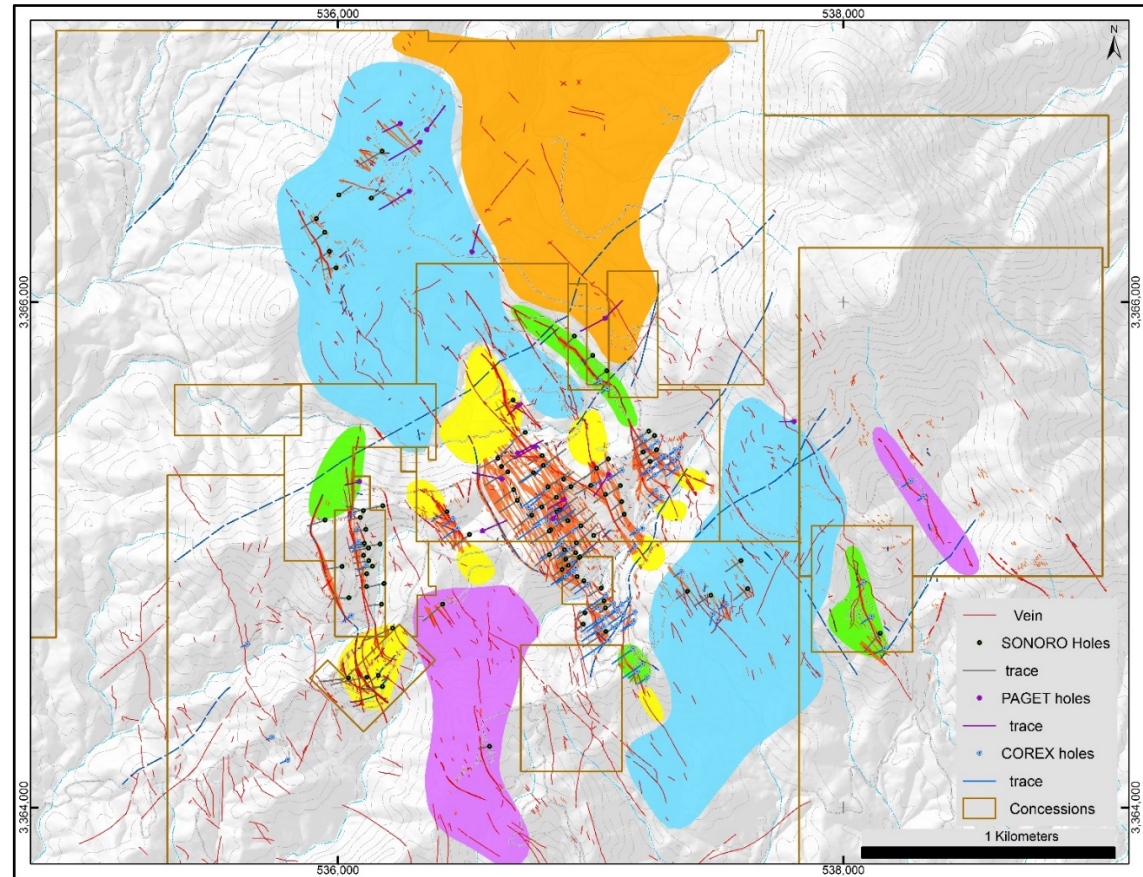 536,000
538,000
N
3,366,000
3,366,000
Vein
SONORO Holes
trace
PAGET holes
trace
COREX holes
trace
Concessions
3,364,000
3,364,000
1 Kilometers
536,000
538,000